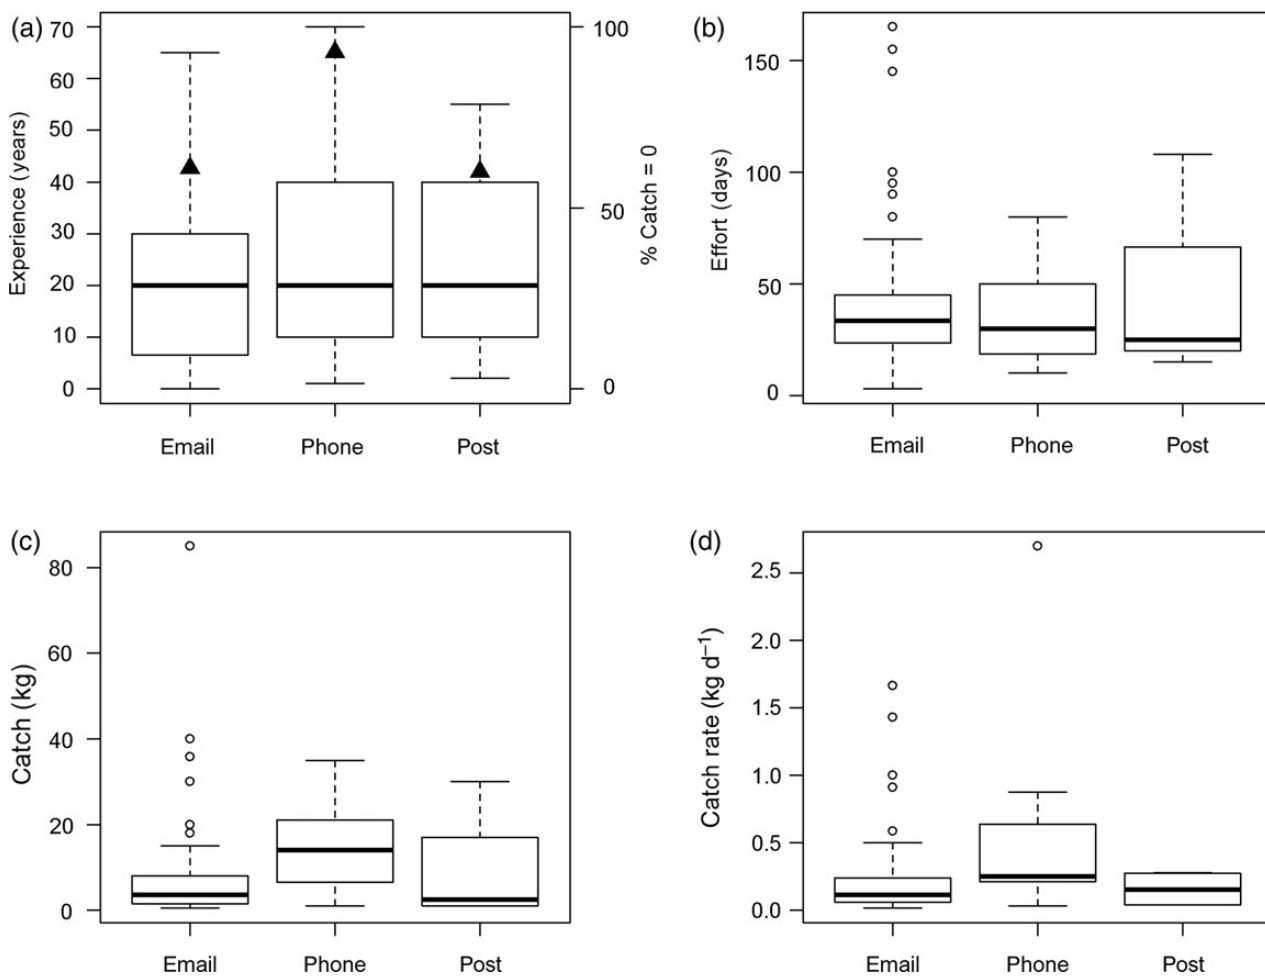 (a)
70
60
50
40
30
20
10
0
Experience (years)
100
50
0
% Catch = 0
Email Phone Post
(b)
150
100
50
0
Effort (days)
Email Phone Post
(c)
80
60
40
20
0
Catch (kg)
Email Phone Post
(d)
2.5
2.0
1.5
1.0
0.5
0.0
Catch rate (kg d⁻¹)
Email Phone Post